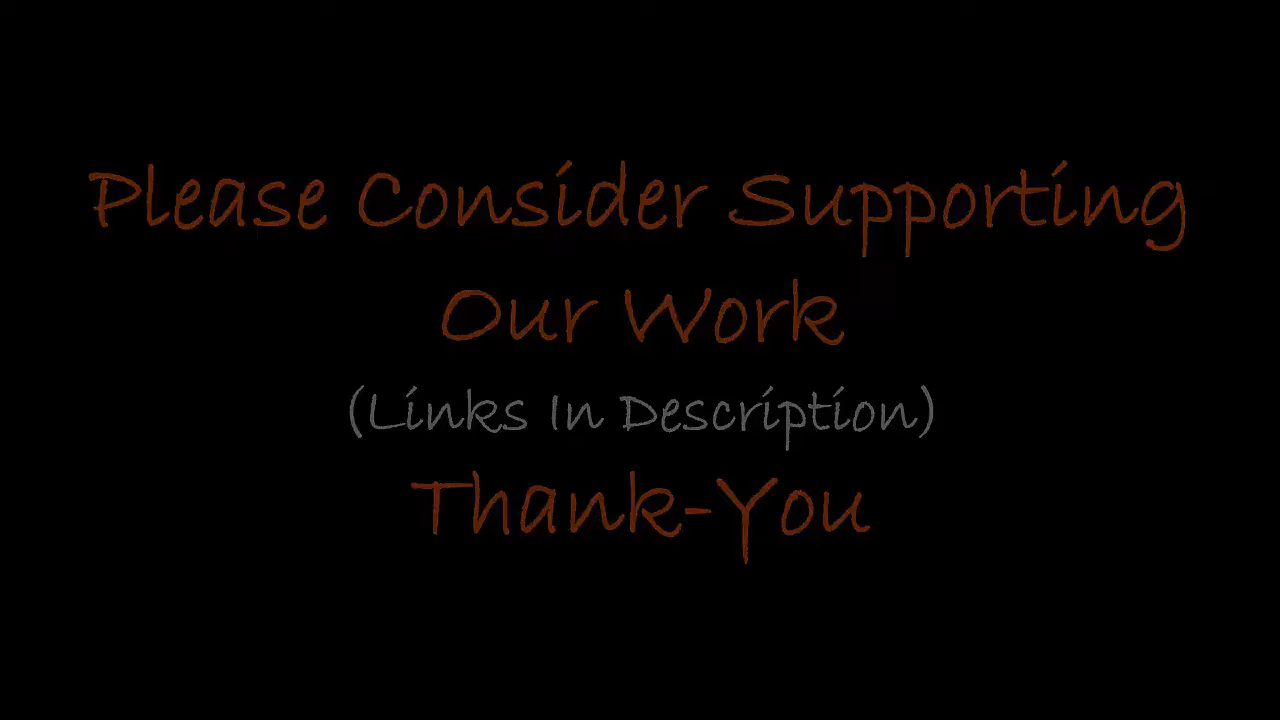 Please Consider Supporting
Our Work
(Links In Description)
Thank-You